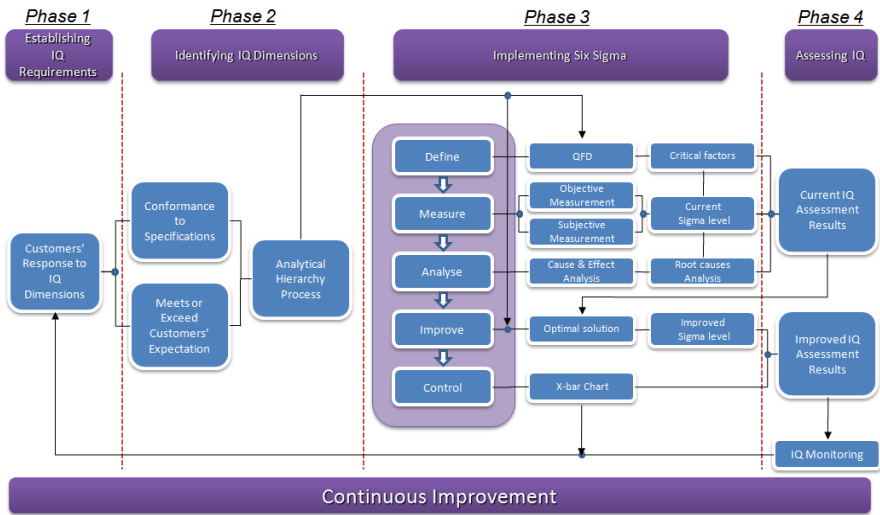 Phase 1
Phase 2
Phase 3
Phase 4
Establishing
IQ
Requirements
Identifying IQ Dimensions
Implementing Six Sigma
Assessing IQ
Customers'
Response to
IQ
Dimensions
Conformance
to
Specifications
Meets or
Exceed
Customers'
Expectation
Analytical
Hierarchy
Process
Define
QFD
Critical factors
Measure
Objective
Measurement
Subjective
Measurement
Current
Sigma level
Analyse
Cause & Effect
Analysis
Root causes
Analysis
Improve
Optimal solution
Improved
Sigma level
Control
X-bar Chart
Current IQ
Assessment
Results
Improved IQ
Assessment
Results
IQ Monitoring
Continuous Improvement